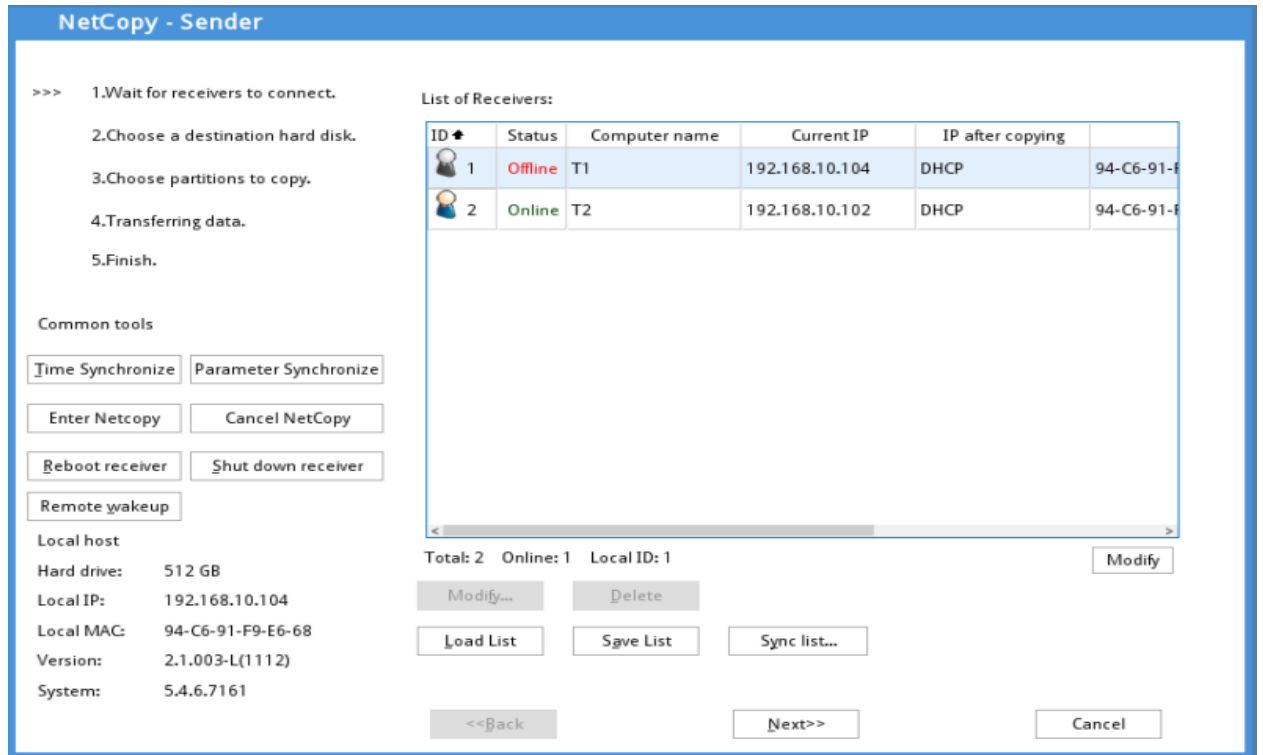 NetCopy - Sender
>>> 1.Wait for receivers to connect.
2.Choose a destination hard disk.
3.Choose partitions to copy.
4.Transferring data.
5.Finish.
Common tools
Time Synchronize Parameter Synchronize
Enter Netcopy Cancel NetCopy
Reboot receiver Shut down receiver
Remote wakeup
Local host
Hard drive: 512 GB
Local IP: 192.168.10.104
Local MAC: 94-C6-91-F9-E6-68
Version: 2.1.003-L(1112)
System: 5.4.6.7161
List of Receivers:
ID Status Computer name Current IP IP after copying
1 Offline T1 192.168.10.104 DHCP 94-C6-91-F
2 Online T2 192.168.10.102 DHCP 94-C6-91-F
Total: 2 Online: 1 Local ID: 1
Modify
Modify... Delete
Load List Save List Sync list...
<<Back Next>> Cancel